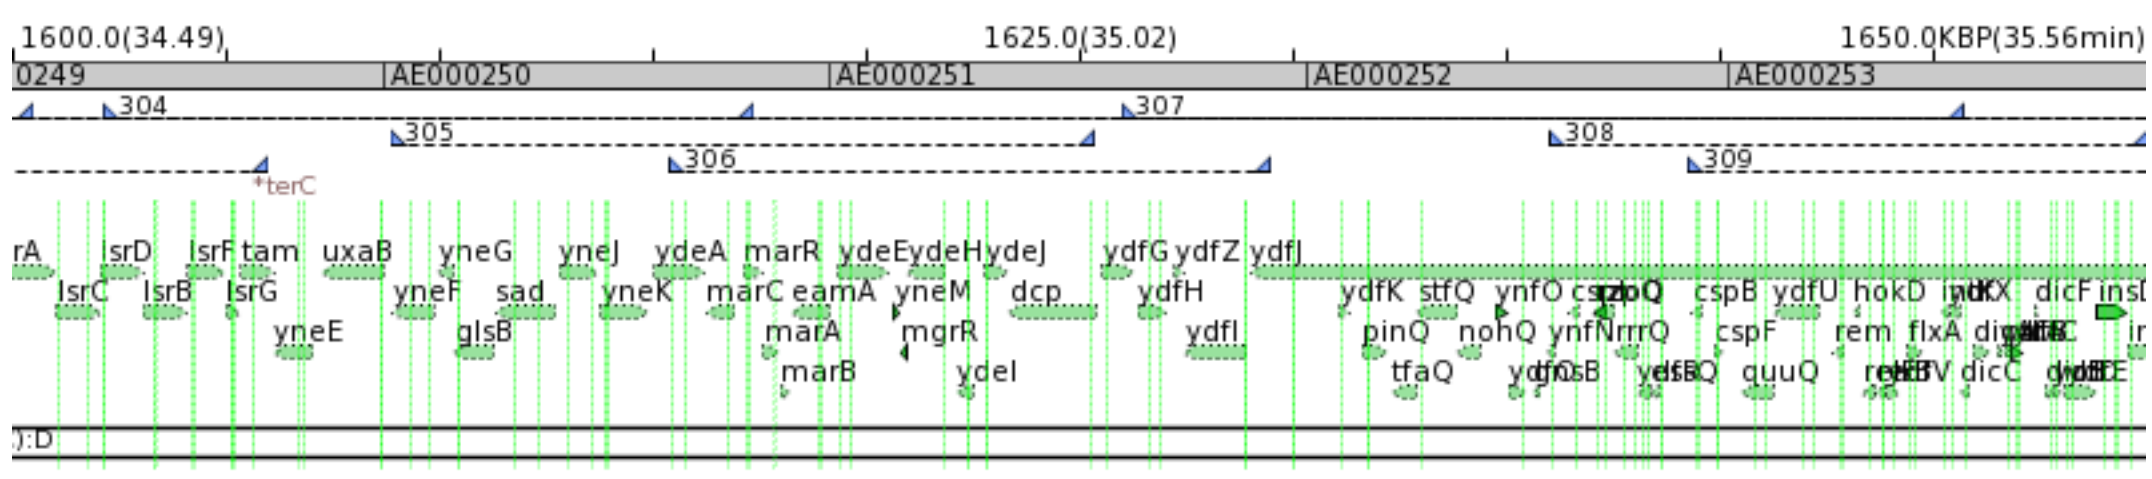 1600.0(34.49) 1625.0(35.02) 1650.0KBP(35.56min)
0249 AE000250 AE000251 AE000252 AE000253
304 307
305 308
306 309
*terC
rA lsrD lsrF tam uxaB yneG yneJ ydeA marR ydeE ydeH ydeJ ydfG ydfZ ydfJ
lsrC lsrB lsrG yneF sad yneK marC eamA yneM dcp ydfH ydfK stfQ ynfO cspB ydfU hokD dicF insD
yneE glsB marA mgrR ydfI pinQ nohQ ynfN rrrQ cspF rem flxA
marB ydeI tfaQ quuQ dicC
):D